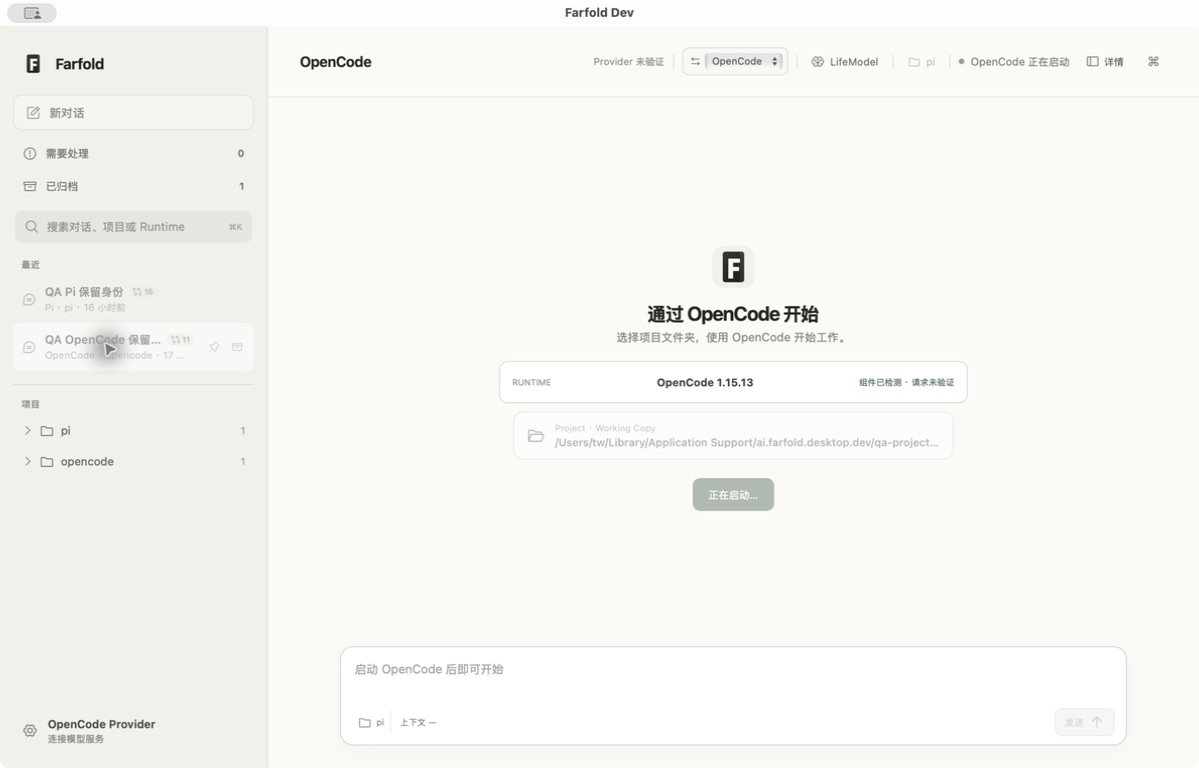 Farfold Dev
F Farfold
新对话
需要处理 0
已归档 1
搜索对话、项目或 Runtime ⌘K
最近
QA Pi 保留身份 15
Pi · pi · 16 小时前
QA OpenCode 保留... 11
OpenCode · opencode · 17 ...
项目
pi 1
opencode 1
OpenCode Provider
连接模型服务
OpenCode
Provider 未验证 OpenCode LifeModel pi OpenCode 正在启动 详情 ⌘
F
通过 OpenCode 开始
选择项目文件夹，使用 OpenCode 开始工作。
RUNTIME OpenCode 1.15.13 组件已检测 · 请求未验证
Project · Working Copy
/Users/tw/Library/Application Support/ai.farfold.desktop.dev/qa-project...
正在启动...
启动 OpenCode 后即可开始
pi 上下文 —
发送